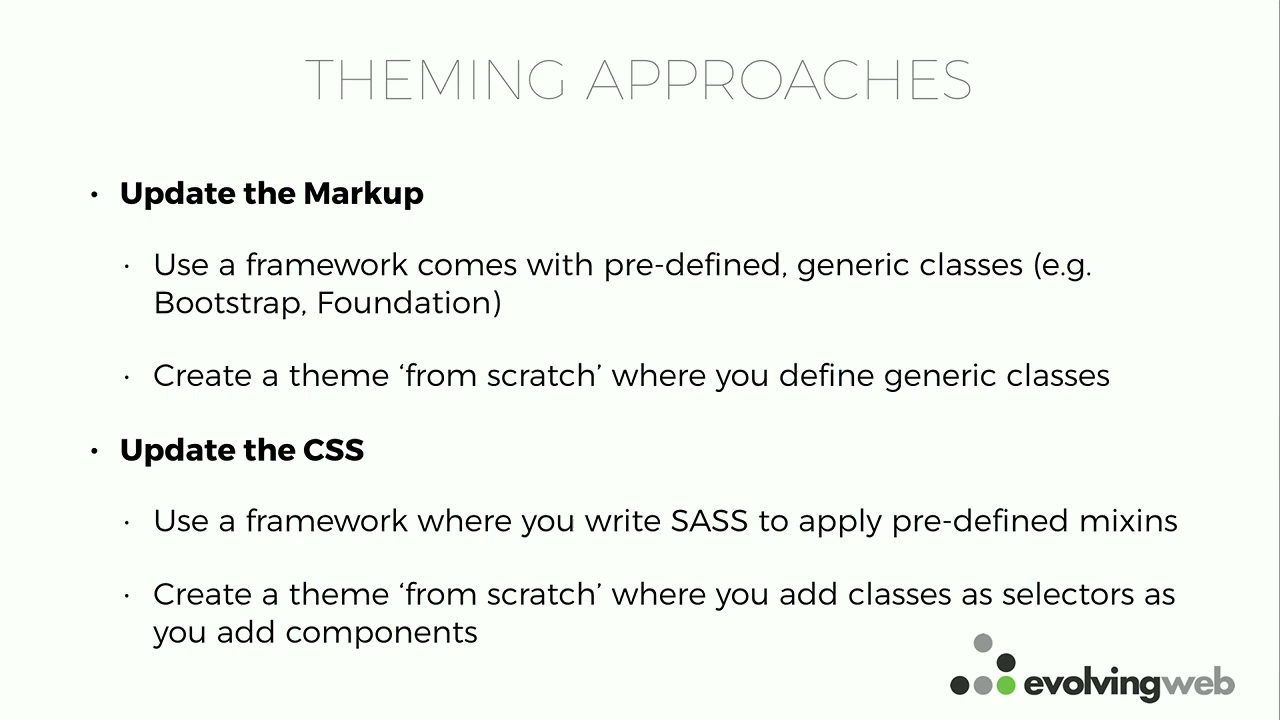 THEMING APPROACHES
• Update the Markup
• Use a framework comes with pre-defined, generic classes (e.g.
Bootstrap, Foundation)
• Create a theme ‘from scratch’ where you define generic classes
• Update the CSS
• Use a framework where you write SASS to apply pre-defined mixins
• Create a theme ‘from scratch’ where you add classes as selectors as
you add components
evolvingweb